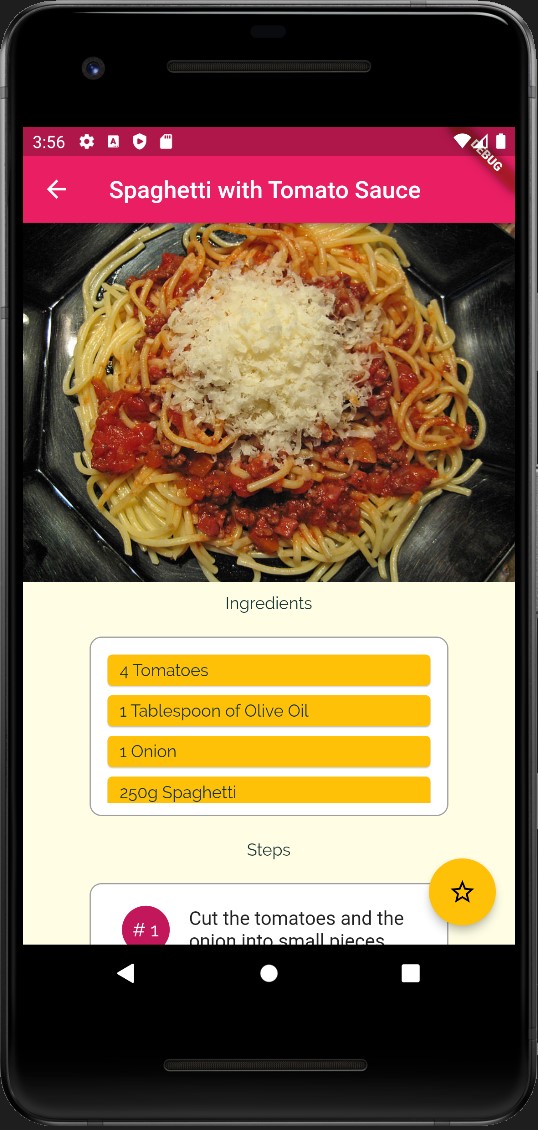 3:56
DEBUG
Spaghetti with Tomato Sauce
Ingredients
4 Tomatoes
1 Tablespoon of Olive Oil
1 Onion
250g Spaghetti
Steps
# 1
Cut the tomatoes and the
onion into small pieces.